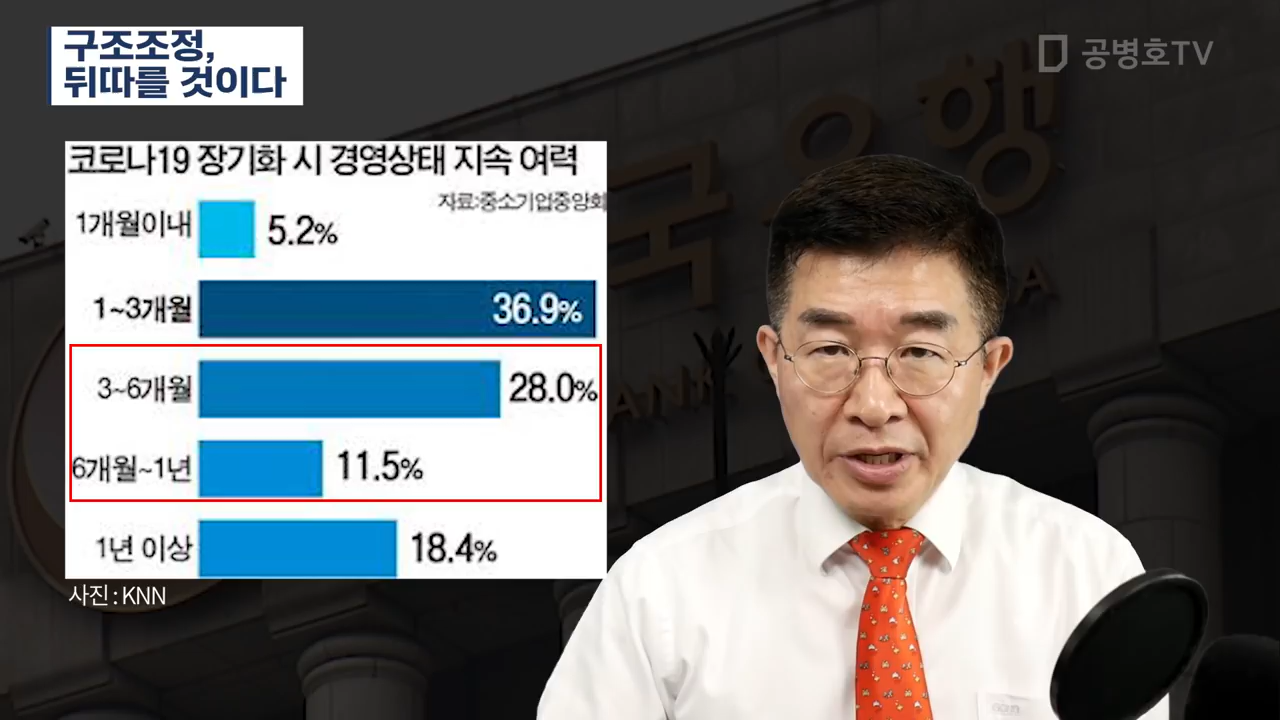 구조조정,
뒤따를 것이다
공병호TV
코로나19 장기화 시 경영상태 지속 여력
자료:중소기업중앙회
1개월이내 5.2%
1~3개월 36.9%
3~6개월 28.0%
6개월~1년 11.5%
1년 이상 18.4%
사진 : KNN
국은행
BANK